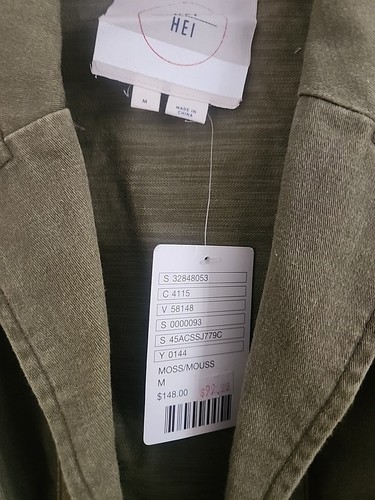 HEI
M
MADE IN
CHINA
S 32848053
C 4115
V 58148
S 0000093
S 45ACSSJ779C
Y 0144
MOSS/MOUSS
M
$148.00